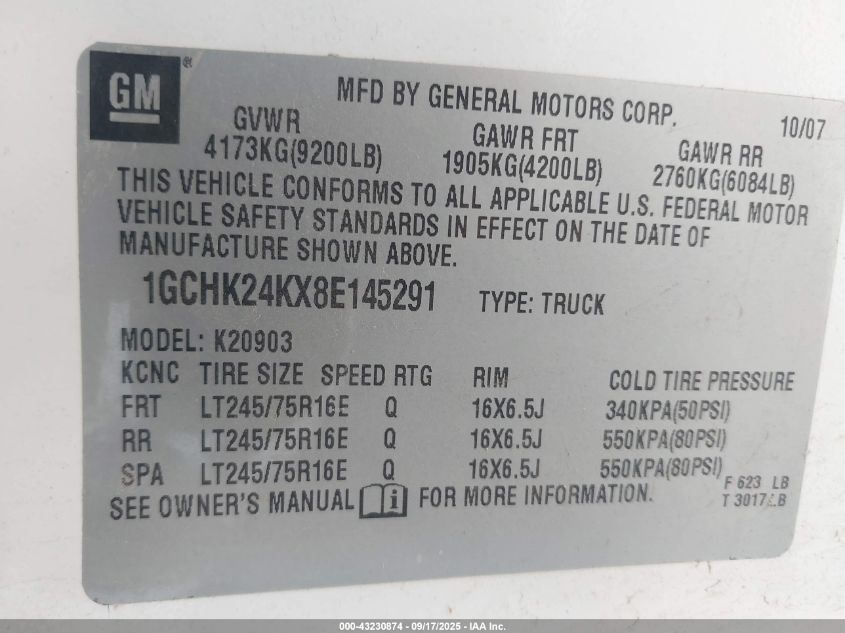 GM ®
MFD BY GENERAL MOTORS CORP. 10/07
GVWR GAWR FRT GAWR RR
4173KG(9200LB) 1905KG(4200LB) 2760KG(6084LB)
THIS VEHICLE CONFORMS TO ALL APPLICABLE U.S. FEDERAL MOTOR
VEHICLE SAFETY STANDARDS IN EFFECT ON THE DATE OF
MANUFACTURE SHOWN ABOVE.
1GCHK24KX8E145291 TYPE: TRUCK
MODEL: K20903
KCNC TIRE SIZE SPEED RTG RIM COLD TIRE PRESSURE
FRT LT245/75R16E Q 16X6.5J 340KPA(50PSI)
RR LT245/75R16E Q 16X6.5J 550KPA(80PSI)
SPA LT245/75R16E Q 16X6.5J 550KPA(80PSI)
F 623 LB
T 3017 LB
SEE OWNER'S MANUAL i FOR MORE INFORMATION.
000-43230874 - 09/17/2025 - IAA Inc.